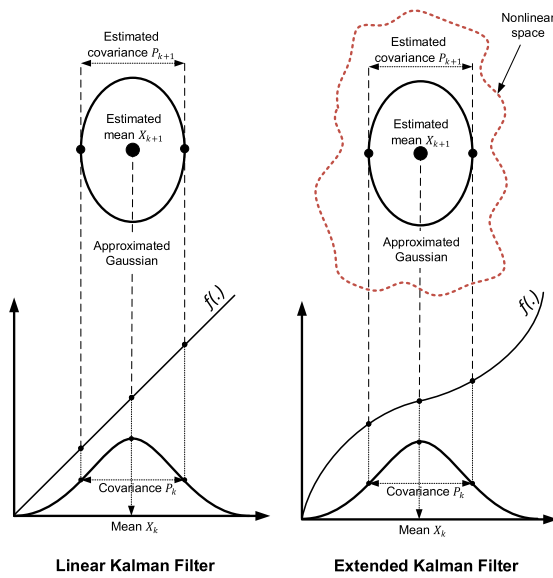 Estimated
covariance P_{k+1}
Estimated
mean X_{k+1}
Approximated
Gaussian
f(.)
Covariance P_k
Mean X_k
Linear Kalman Filter
Nonlinear
space
Estimated
covariance P_{k+1}
Estimated
mean X_{k+1}
Approximated
Gaussian
f(.)
Covariance P_k
Mean X_k
Extended Kalman Filter